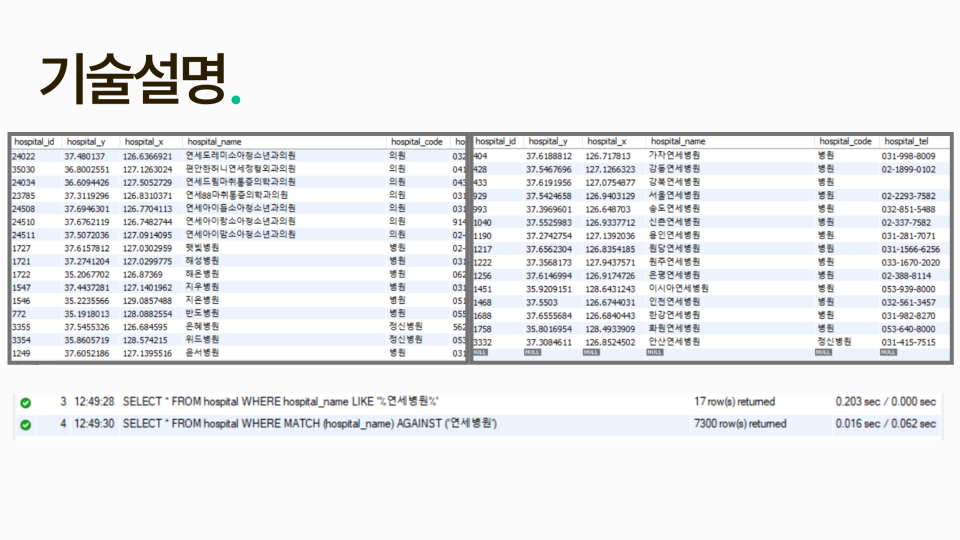 기술설명.
hospital_id hospital_y hospital_x hospital_name hospital_code ho
24022 37.480137 126.6366921 연세도레미소아청소년과의원 의원 032
35030 36.8002551 127.1263024 편안한허니연세정형외과의원 의원 041
24034 36.6094426 127.5052729 연세드림마취통증의학과의원 의원 043
23785 37.3119296 126.8310371 연세88마취통증의학과의원 의원 031
24508 37.6946301 126.7704113 연세아이들소아청소년과의원 의원 031
24510 37.6762119 126.7482744 연세아이랑소아청소년과의원 의원 914
24511 37.5072036 127.0914095 연세아이맘소아청소년과의원 의원 02-
1727 37.6157812 127.0302959 햇빛병원 병원 02-
1721 37.2741204 127.0299775 해성병원 병원 031
1722 35.2067702 126.87369 해온병원 병원 062
1547 37.4437281 127.1401962 지우병원 병원 031
1546 35.2235566 129.0857488 지온병원 병원 051
772 35.1918013 128.0882554 반도병원 병원 055
3355 37.5455326 126.684595 은혜병원 정신병원 562
3354 35.8605719 128.574215 위드병원 정신병원 053
1249 37.6052186 127.1395516 윤서병원 병원 031
hospital_id hospital_y hospital_x hospital_name hospital_code hospital_tel
404 37.6188812 126.717813 가자연세병원 병원 031-998-8009
428 37.5467696 127.1266323 강동연세병원 병원 02-1899-0102
433 37.6191956 127.0754877 강북연세병원 병원
929 37.5424658 126.9403129 서울연세병원 병원 02-2293-7582
993 37.3969601 126.648703 송도연세병원 병원 032-851-5488
1040 37.5525983 126.9337712 신촌연세병원 병원 02-337-7582
1190 37.2742754 127.1392036 용인연세병원 병원 031-281-7071
1217 37.6562304 126.8354185 원당연세병원 병원 031-1566-6256
1222 37.3568173 127.9437571 원주연세병원 병원 033-1670-2020
1256 37.6146994 126.9174726 은평연세병원 병원 02-388-8114
1451 35.9209151 128.6431243 이시아연세병원 병원 053-939-8000
1468 37.5503 126.6744031 인천연세병원 병원 032-561-3457
1688 37.6555684 126.6840443 한강연세병원 병원 031-982-8270
1758 35.8016954 128.4933909 화원연세병원 병원 053-640-8000
3332 37.3084611 126.8524502 안산연세병원 정신병원 031-415-7515
NULL NULL NULL NULL NULL NULL
3 12:49:28 SELECT * FROM hospital WHERE hospital_name LIKE '%연세병원%' 17 row(s) returned 0.203 sec / 0.000 sec
4 12:49:30 SELECT * FROM hospital WHERE MATCH (hospital_name) AGAINST ('연세병원') 7300 row(s) returned 0.016 sec / 0.062 sec